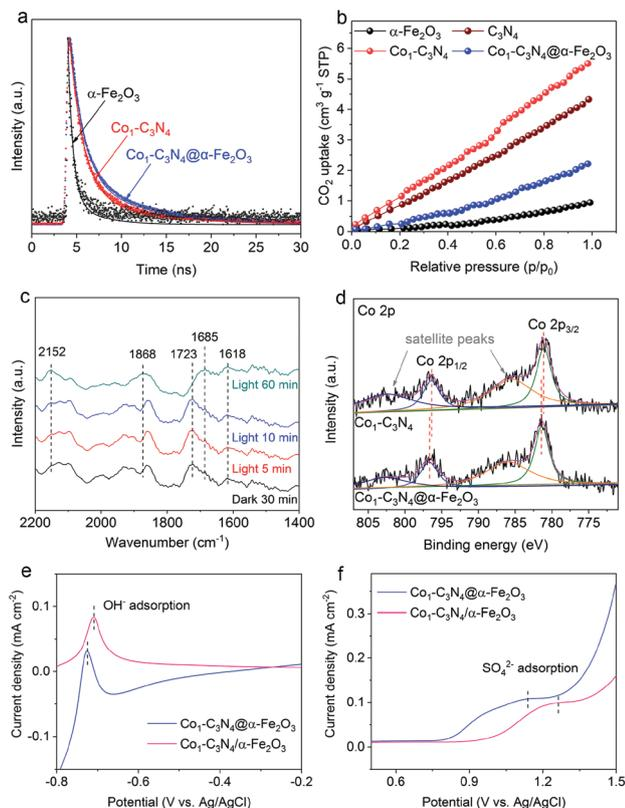 a
Intensity (a.u.)
α-Fe₂O₃
Co₁-C₃N₄
Co₁-C₃N₄@α-Fe₂O₃
0 5 10 15 20 25 30
Time (ns)
b
α-Fe₂O₃ C₃N₄
Co₁-C₃N₄ Co₁-C₃N₄@α-Fe₂O₃
CO₂ uptake (cm³ g⁻¹ STP)
6
5
4
3
2
1
0
0.0 0.2 0.4 0.6 0.8 1.0
Relative pressure (p/p₀)
c
Intensity (a.u.)
1685
2152 1868 1723 1618
Light 60 min
Light 10 min
Light 5 min
Dark 30 min
2200 2000 1800 1600 1400
Wavenumber (cm⁻¹)
d
Co 2p
Intensity (a.u.)
satellite peaks
Co 2p₃/₂
Co 2p₁/₂
Co₁-C₃N₄
Co₁-C₃N₄@α-Fe₂O₃
805 800 795 790 785 780 775
Binding energy (eV)
e
Current density (mA cm⁻²)
0.1
0.0
-0.1
OH⁻ adsorption
Co₁-C₃N₄@α-Fe₂O₃
Co₁-C₃N₄/α-Fe₂O₃
-0.8 -0.6 -0.4 -0.2
Potential (V vs. Ag/AgCl)
f
Current density (mA cm⁻²)
0.3
0.2
0.1
0.0
Co₁-C₃N₄@α-Fe₂O₃
Co₁-C₃N₄/α-Fe₂O₃
SO₄²⁻ adsorption
0.6 0.9 1.2 1.5
Potential (V vs. Ag/AgCl)